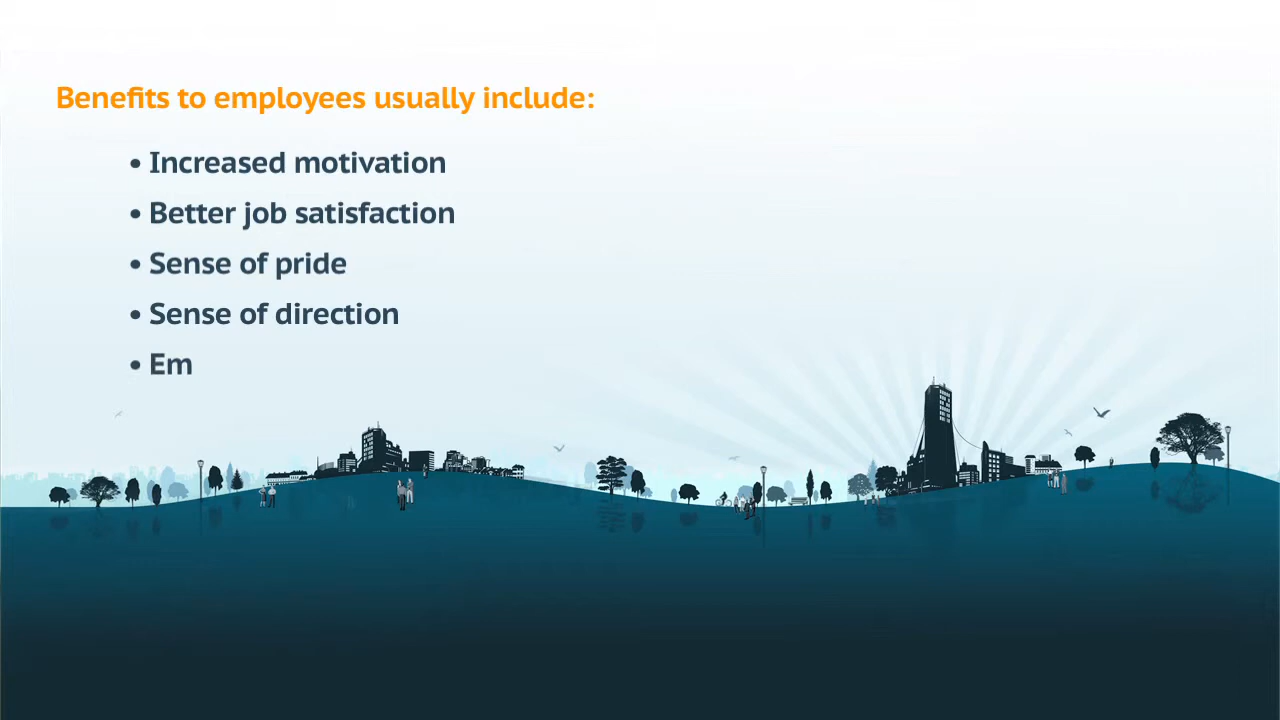 Benefits to employees usually include:
• Increased motivation
• Better job satisfaction
• Sense of pride
• Sense of direction
• Em